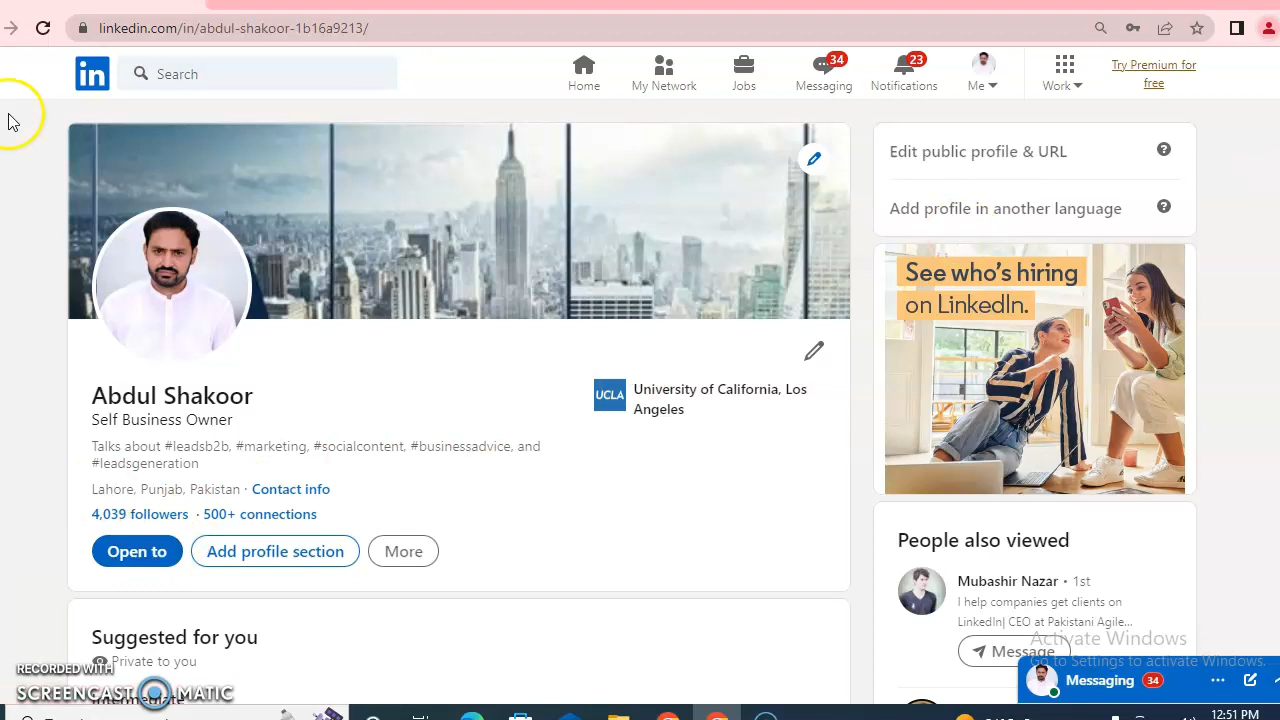 linkedin.com/in/abdul-shakoor-1b16a9213/
in
Search
Home
My Network
Jobs
34
Messaging
23
Notifications
Me
Work
Try Premium for
free
Edit public profile & URL
?
Add profile in another language
?
Abdul Shakoor
Self Business Owner
Talks about #leadsb2b, #marketing, #socialcontent, #businessadvice, and
#leadsgeneration
Lahore, Punjab, Pakistan · Contact info
4,039 followers · 500+ connections
Open to
Add profile section
More
UCLA
University of California, Los
Angeles
See who's hiring
on LinkedIn.
People also viewed
Mubashir Nazar • 1st
I help companies get clients on
LinkedIn| CEO at Pakistani Agile...
Message
Suggested for you
Private to you
Intermediate
RECORDED WITH
SCREENCAST MATIC
Activate Windows
Go to Settings to activate Windows.
Messaging 34
12:51 PM